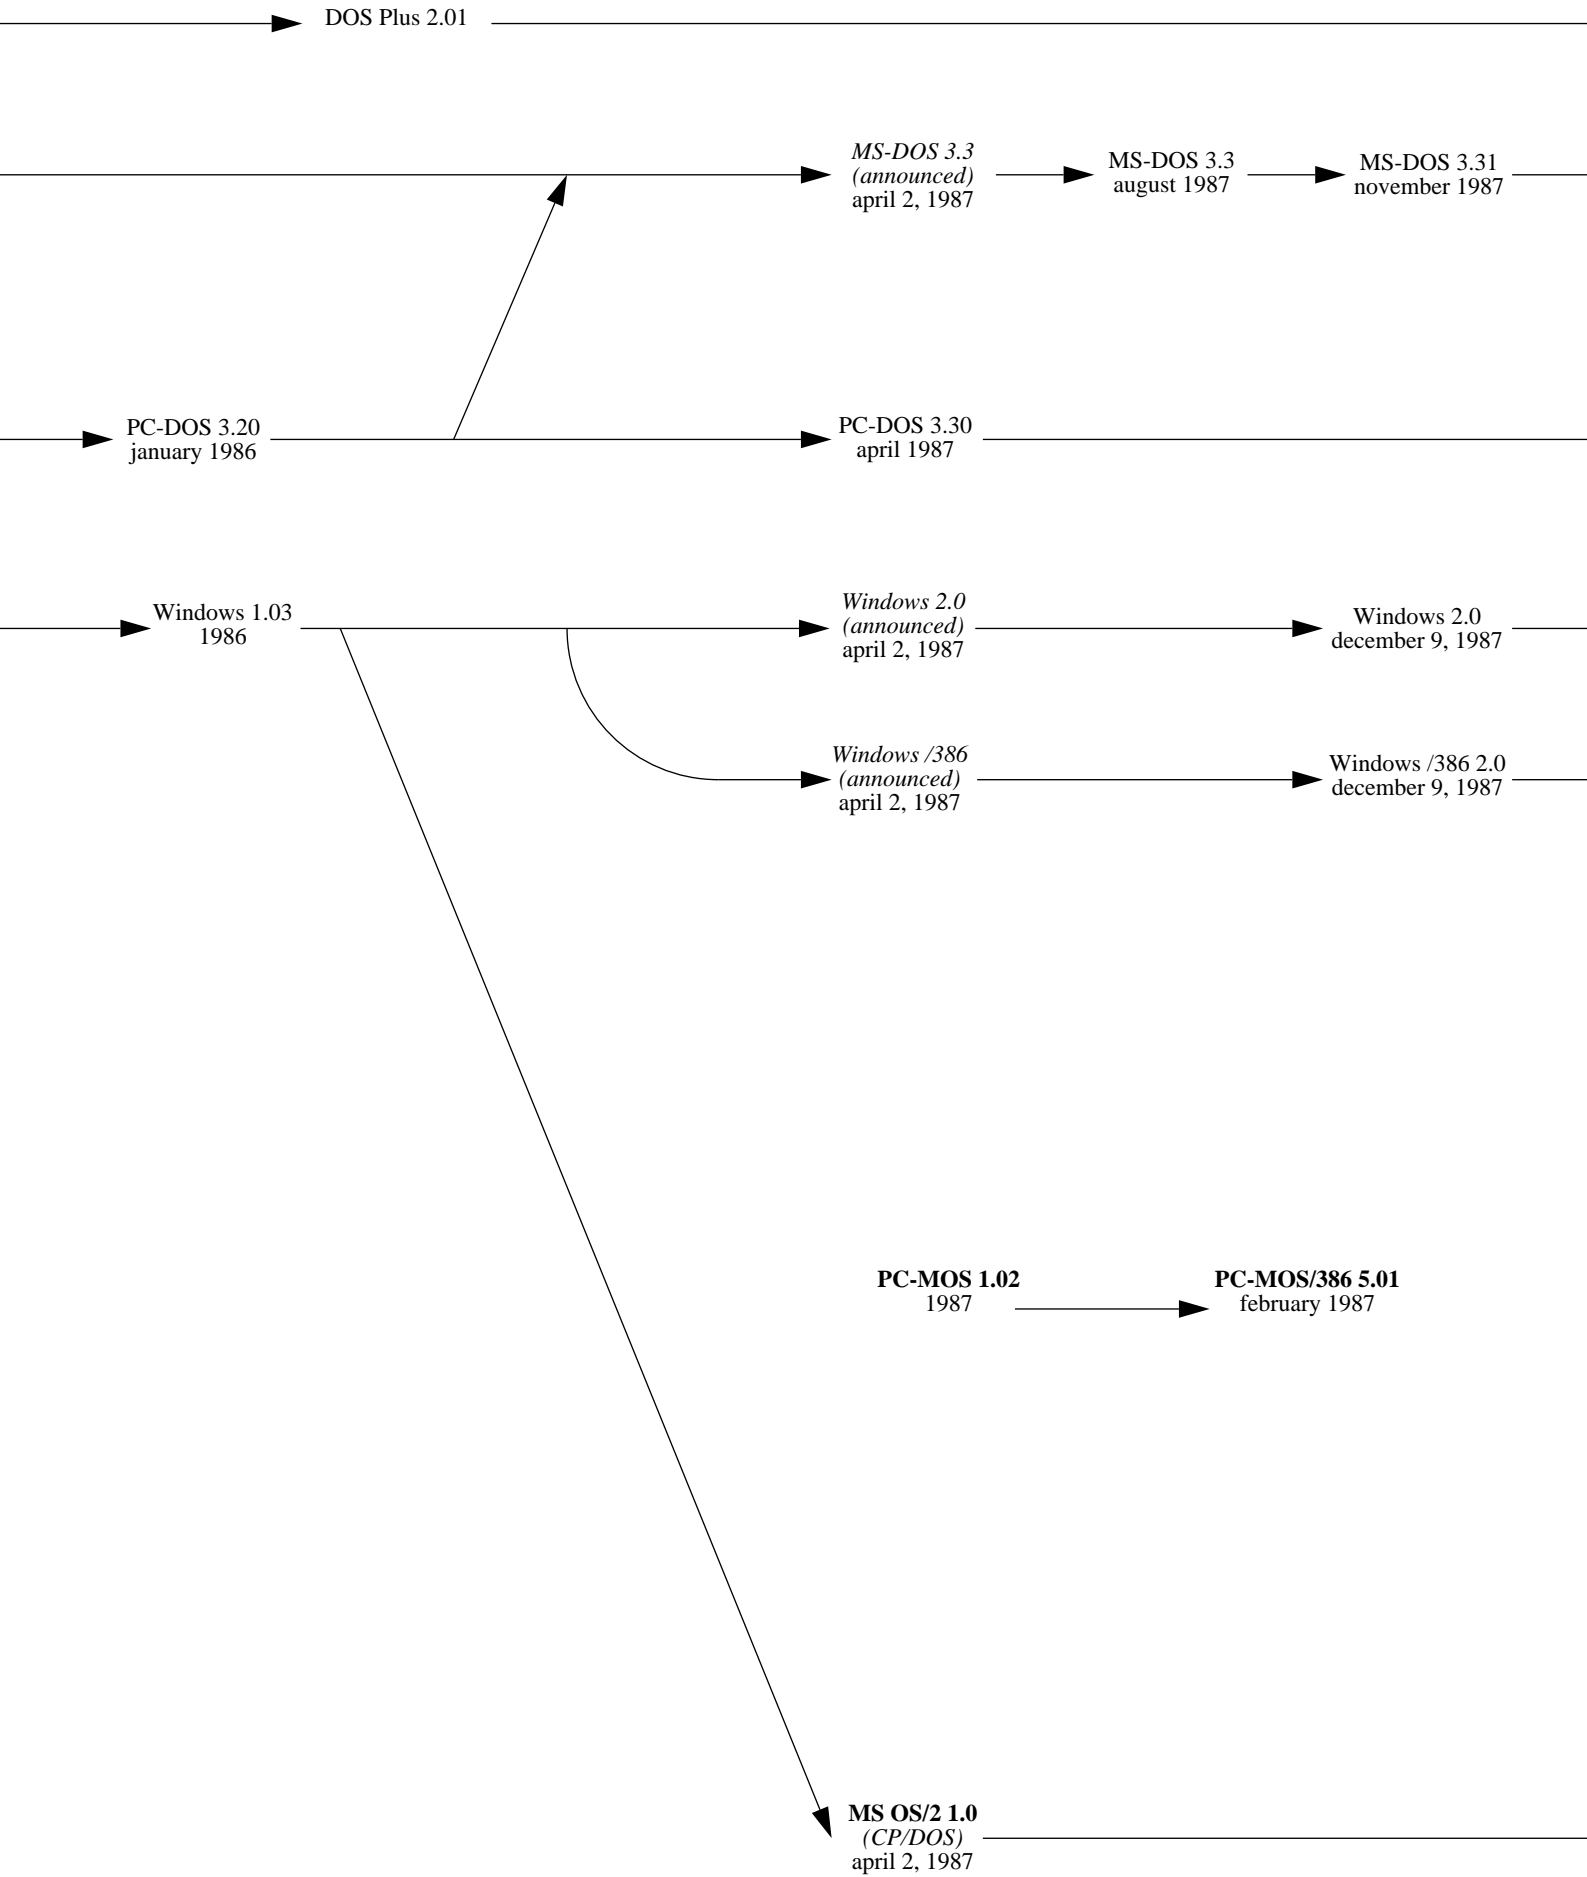 DOS Plus 2.01
MS-DOS 3.3
(announced)
april 2, 1987
MS-DOS 3.3
august 1987
MS-DOS 3.31
november 1987
PC-DOS 3.20
january 1986
PC-DOS 3.30
april 1987
Windows 1.03
1986
Windows 2.0
(announced)
april 2, 1987
Windows 2.0
december 9, 1987
Windows /386
(announced)
april 2, 1987
Windows /386 2.0
december 9, 1987
PC-MOS 1.02
1987
PC-MOS/386 5.01
february 1987
MS OS/2 1.0
(CP/DOS)
april 2, 1987